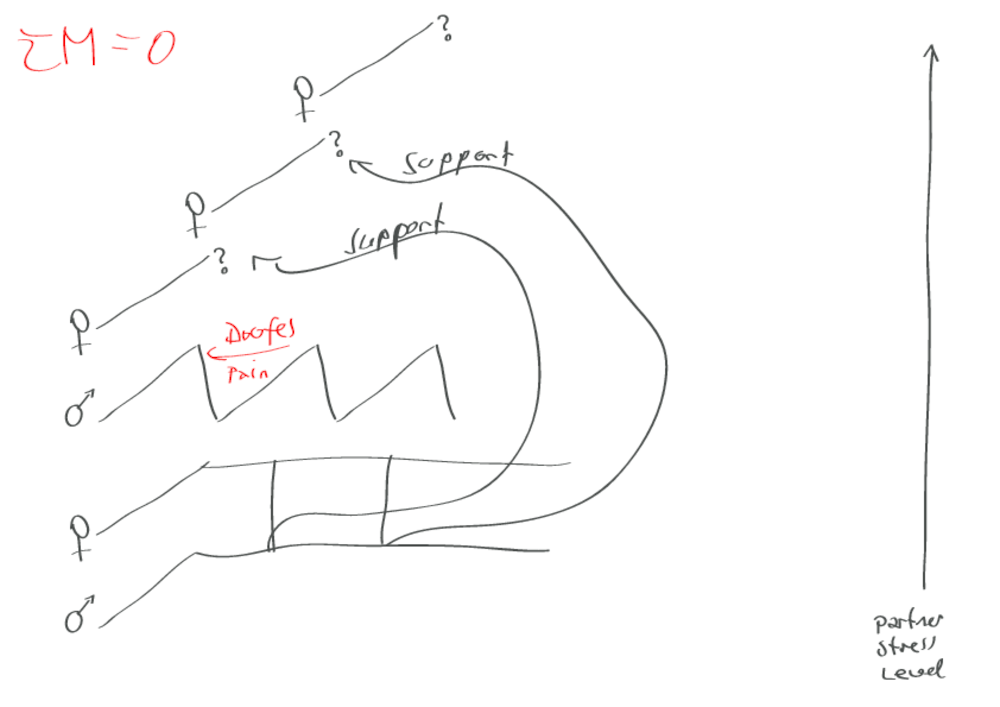 ΣM=0
?
?
support
support
?
Doofes
Pain
partner
stress
Level